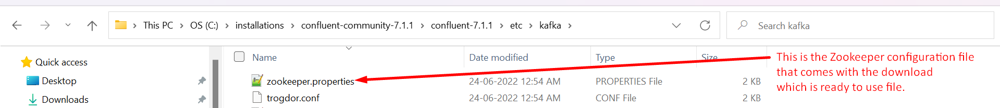 This PC > OS (C:) > installations > confluent-community-7.1.1 > confluent-7.1.1 > etc > kafka >
Search kafka
Quick access
Desktop
Downloads
Name Date modified Type Size
zookeeper.properties 24-06-2022 12:54 AM PROPERTIES File 2 KB
trogdor.conf 24-06-2022 12:54 AM CONF File 2 KB
This is the Zookeeper configuration file
that comes with the download
which is ready to use file.